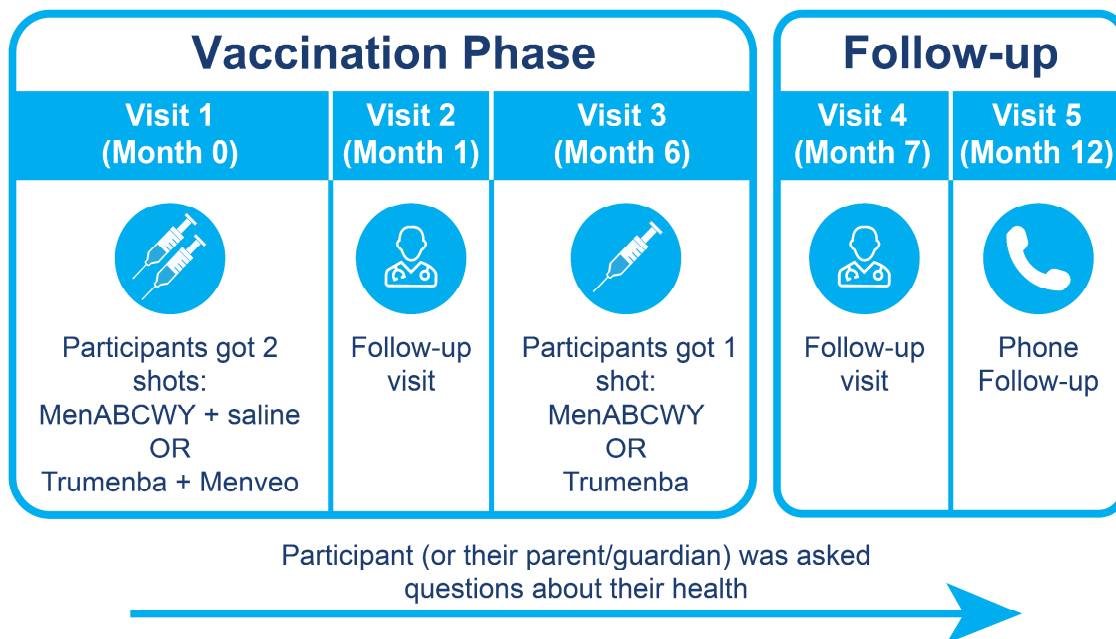 Vaccination Phase
Follow-up
Visit 1
(Month 0)
Visit 2
(Month 1)
Visit 3
(Month 6)
Visit 4
(Month 7)
Visit 5
(Month 12)
Participants got 2
shots:
MenABCWY + saline
OR
Trumenba + Menveo
Follow-up
visit
Participants got 1
shot:
MenABCWY
OR
Trumenba
Follow-up
visit
Phone
Follow-up
Participant (or their parent/guardian) was asked
questions about their health